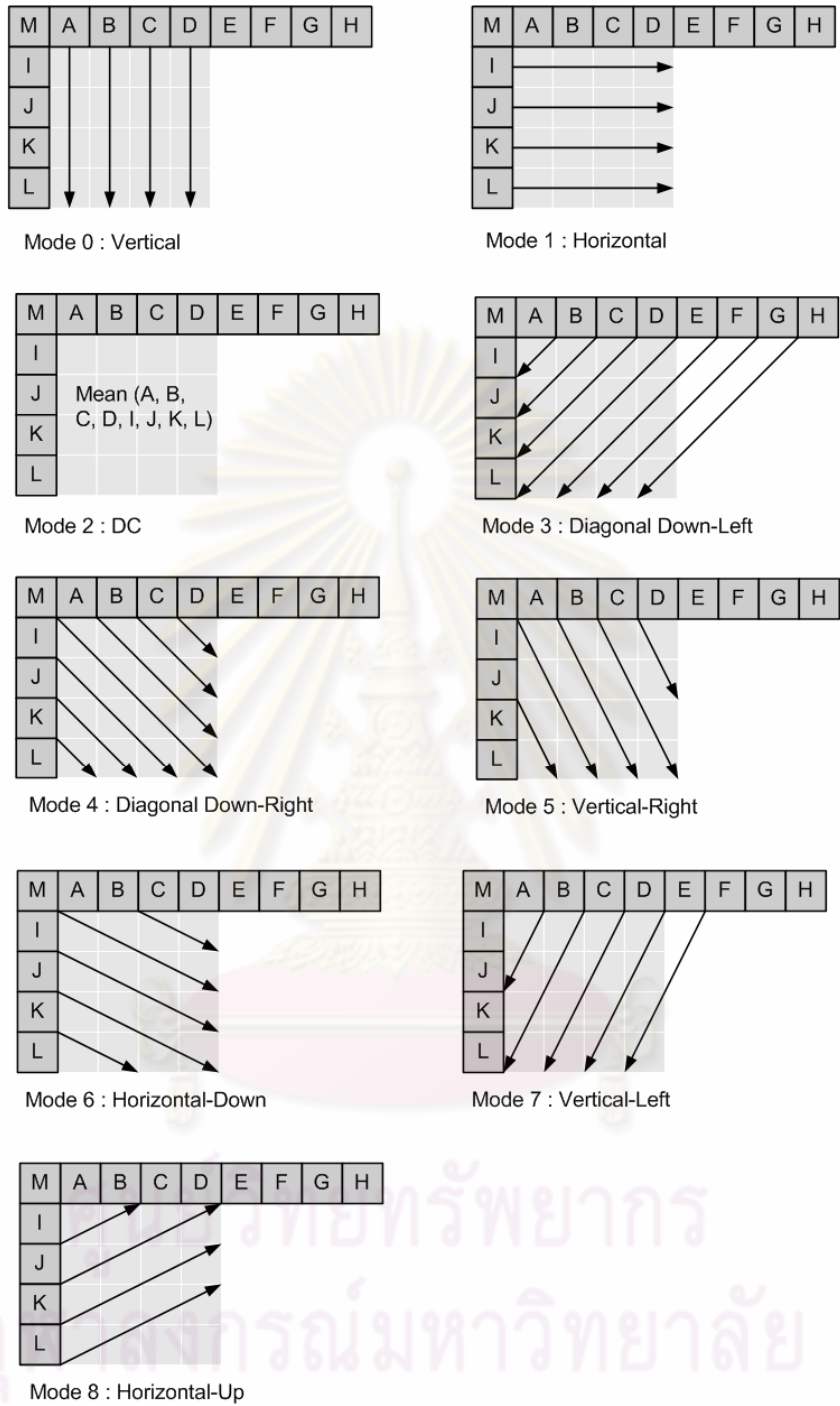 M A B C D E F G H
I
J
K
L
Mode 0 : Vertical
M A B C D E F G H
I
J
K
L
Mode 1 : Horizontal
M A B C D E F G H
I
J
K
L
Mean (A, B,
C, D, I, J, K, L)
Mode 2 : DC
M A B C D E F G H
I
J
K
L
Mode 3 : Diagonal Down-Left
M A B C D E F G H
I
J
K
L
Mode 4 : Diagonal Down-Right
M A B C D E F G H
I
J
K
L
Mode 5 : Vertical-Right
M A B C D E F G H
I
J
K
L
Mode 6 : Horizontal-Down
M A B C D E F G H
I
J
K
L
Mode 7 : Vertical-Left
M A B C D E F G H
I
J
K
L
Mode 8 : Horizontal-Up
ศูนย์วิทยทรัพยากร
จุฬาลงกรณ์มหาวิทยาลัย